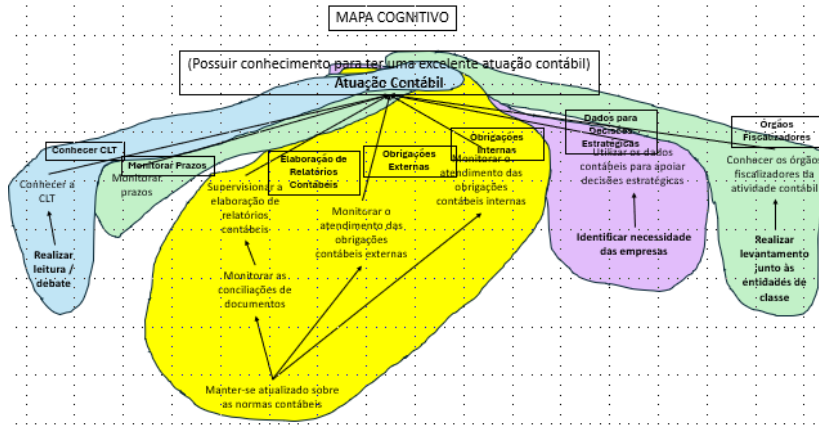 MAPA COGNITIVO
(Possuir conhecimento para ter uma excelente atuação contábil)
Atuação Contábil
Conhecer CLT
Conhecer a
CLT
Realizar
leitura /
debate
Monitorar Prazos
Monitorar
prazos
Elaboração de
Relatórios
Contábeis
Supervisionar a
elaboração de
relatórios
contábeis
Monitorar as
conciliações de
documentos
Manter-se atualizado sobre
as normas contábeis
Obrigações
Externas
Monitorar o
atendimento das
obrigações
contábeis externas
Obrigações
Internas
Monitorar o
atendimento das
obrigações
contábeis internas
Dados para
Decisões
Estratégicas
Utilizar os dados
contábeis para apoiar
decisões estratégicas
Identificar necessidade
das empresas
Órgãos
Fiscalizadores
Conhecer os órgãos
fiscalizadores da
atividade contábil
Realizar
levantamento
junto às
entidades de
classe